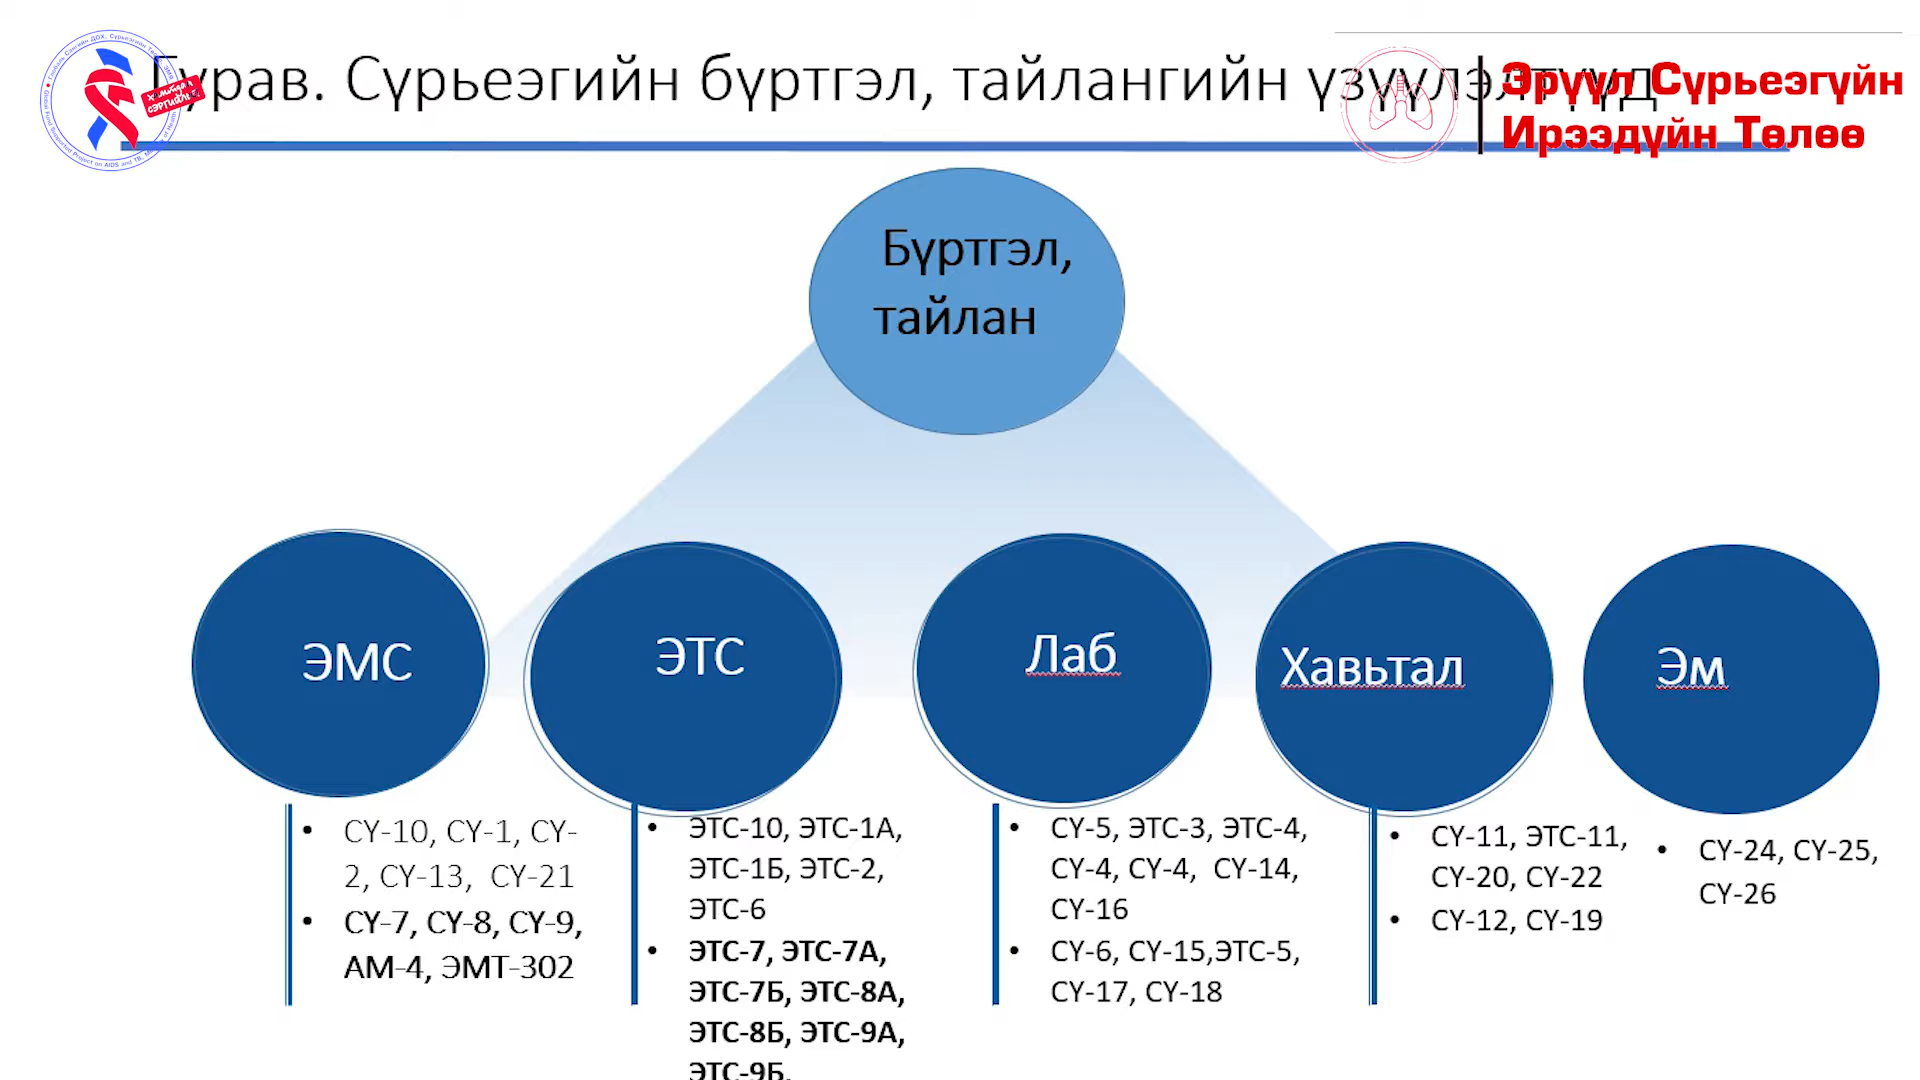 Гурав. Сүрьеэгийн бүртгэл, тайлангийн үзүүлэлтүүд
Эрүүл Сүрьеэгүйн
Ирээдүйн Төлөө
Бүртгэл,
тайлан
ЭМС
ЭТС
Лаб
Хавьтал
Эм
• СҮ-10, СҮ-1, СҮ-
2, СҮ-13, СҮ-21
• СҮ-7, СҮ-8, СҮ-9,
АМ-4, ЭМТ-302
• ЭТС-10, ЭТС-1А,
ЭТС-1Б, ЭТС-2,
ЭТС-6
• ЭТС-7, ЭТС-7А,
ЭТС-7Б, ЭТС-8А,
ЭТС-8Б, ЭТС-9А,
ЭТС-9Б,
• СҮ-5, ЭТС-3, ЭТС-4,
СҮ-4, СҮ-4, СҮ-14,
СҮ-16
• СҮ-6, СҮ-15,ЭТС-5,
СҮ-17, СҮ-18
• СҮ-11, ЭТС-11,
СҮ-20, СҮ-22
• СҮ-12, СҮ-19
• СҮ-24, СҮ-25,
СҮ-26